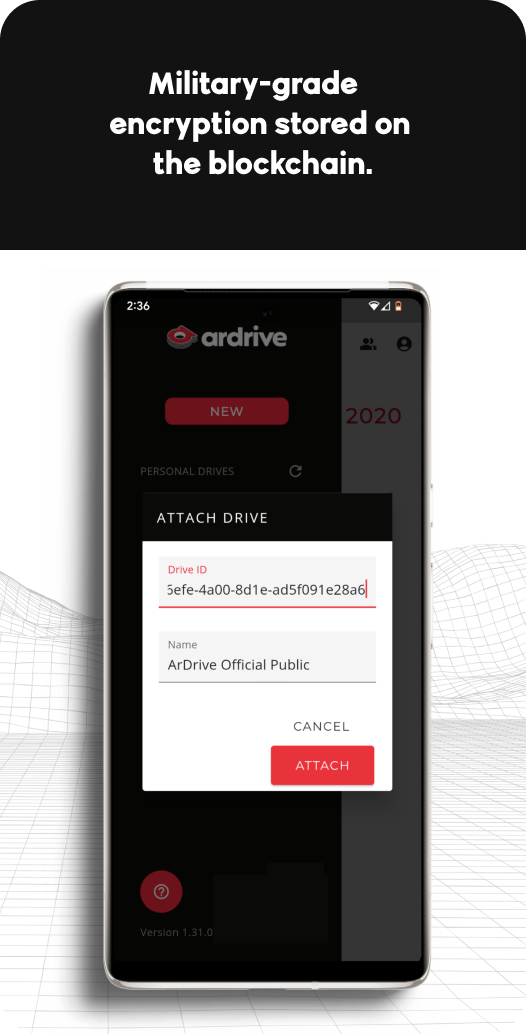 Military-grade
encryption stored on
the blockchain.
2:36
ardrive
NEW
2020
PERSONAL DRIVES
ATTACH DRIVE
Drive ID
6efe-4a00-8d1e-ad5f091e28a6
Name
ArDrive Official Public
CANCEL
ATTACH
Version 1.31.0